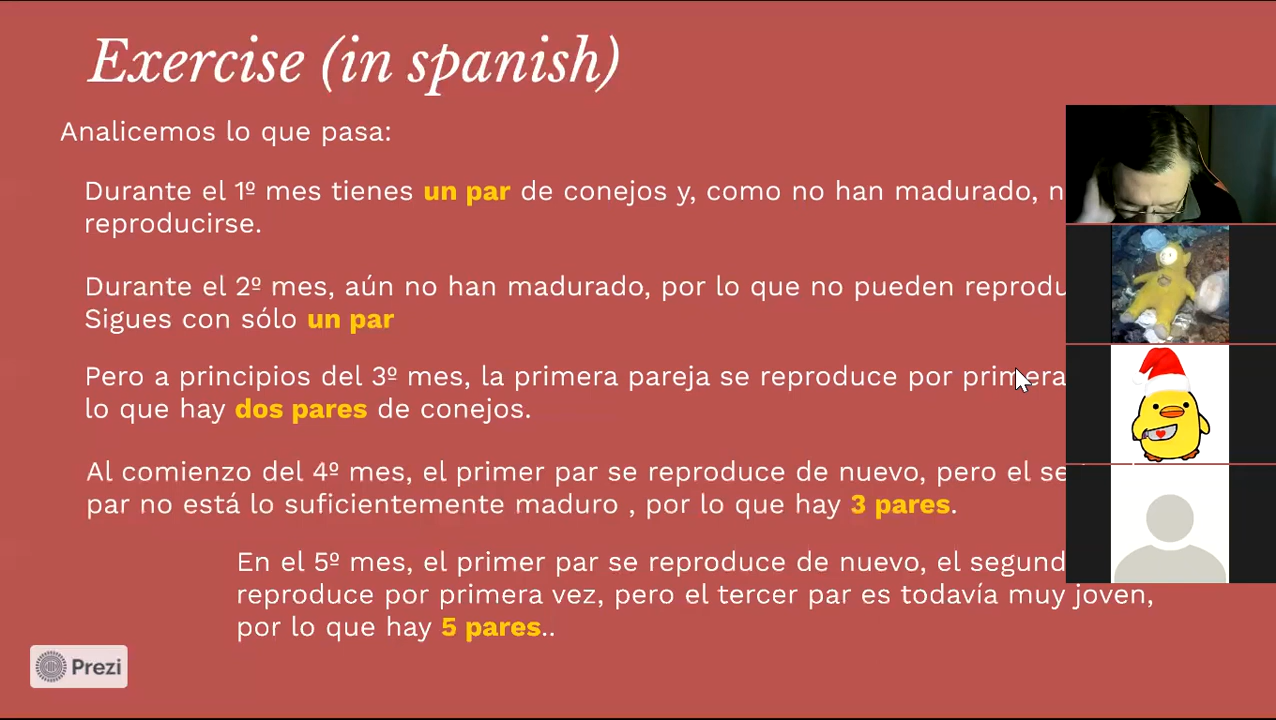 Exercise (in spanish)
Analicemos lo que pasa:
Durante el 1º mes tienes un par de conejos y, como no han madurado,
reproducirse.
Durante el 2º mes, aún no han madurado, por lo que no pueden
Sigues con sólo un par
Pero a principios del 3º mes, la primera pareja se reproduce por primera
lo que hay dos pares de conejos.
Al comienzo del 4º mes, el primer par se reproduce de nuevo, pero el
par no está lo suficientemente maduro , por lo que hay 3 pares.
En el 5º mes, el primer par se reproduce de nuevo, el
reproduce por primera vez, pero el tercer par es todavía muy joven,
por lo que hay 5 pares..
Prezi